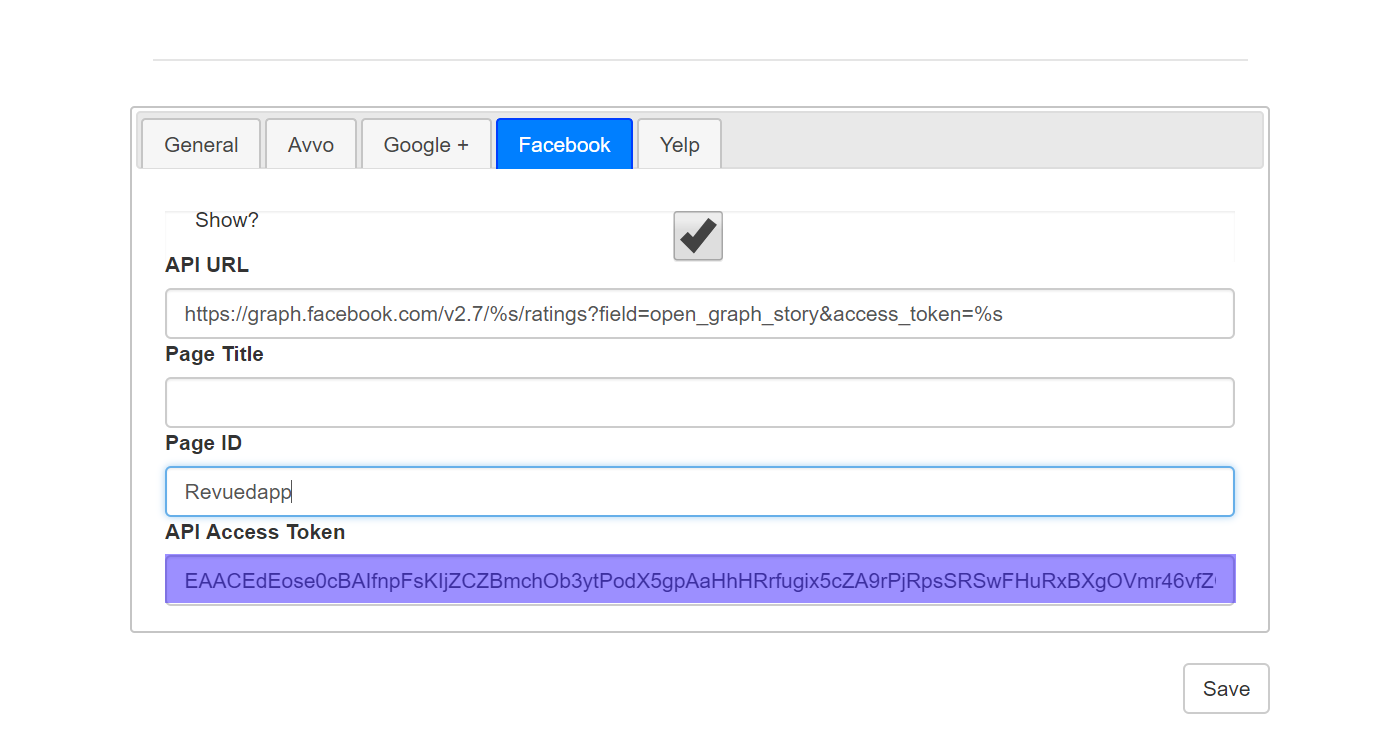 General Avvo Google + Facebook Yelp
Show?
API URL
https://graph.facebook.com/v2.7/%s/ratings?field=open_graph_story&access_token=%s
Page Title
Page ID
Revuedapp
API Access Token
EAACEdEose0cBAIfnpFsKIjZCZBmchOb3ytPodX5gpAaHhHRrfugix5cZA9rPjRpsSRSwFHuRxBXgOVmr46vfZ
Save